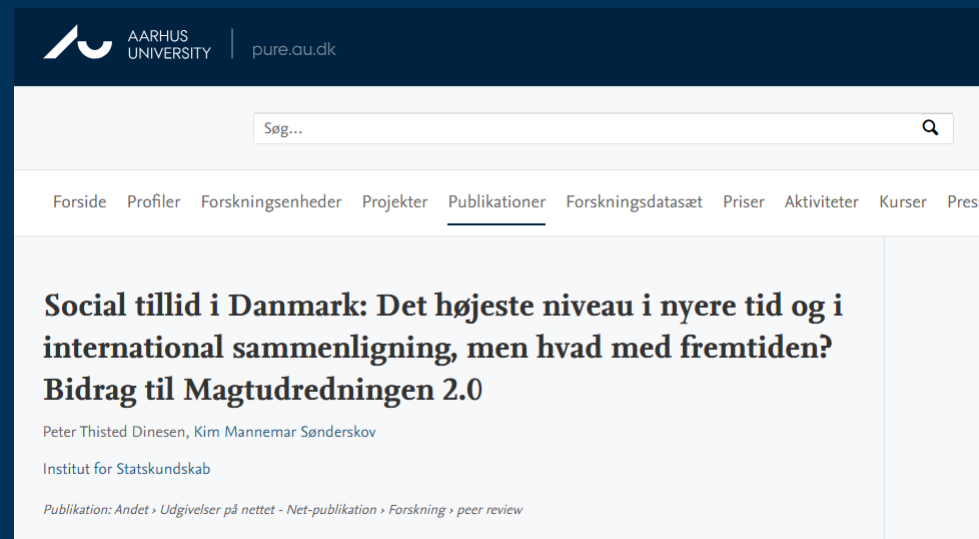 AARHUS
UNIVERSITY
pure.au.dk
Søg...
Forside Profiler Forskningsenheder Projekter Publikationer Forskningsdatasæt Priser Aktiviteter Kurser Pres
Social tillid i Danmark: Det højeste niveau i nyere tid og i
international sammenligning, men hvad med fremtiden?
Bidrag til Magtudredningen 2.0
Peter Thisted Dinesen, Kim Mannemar Sønderskov
Institut for Statskundskab
Publikation: Andet › Udgivelser på nettet - Net-publikation › Forskning › peer review